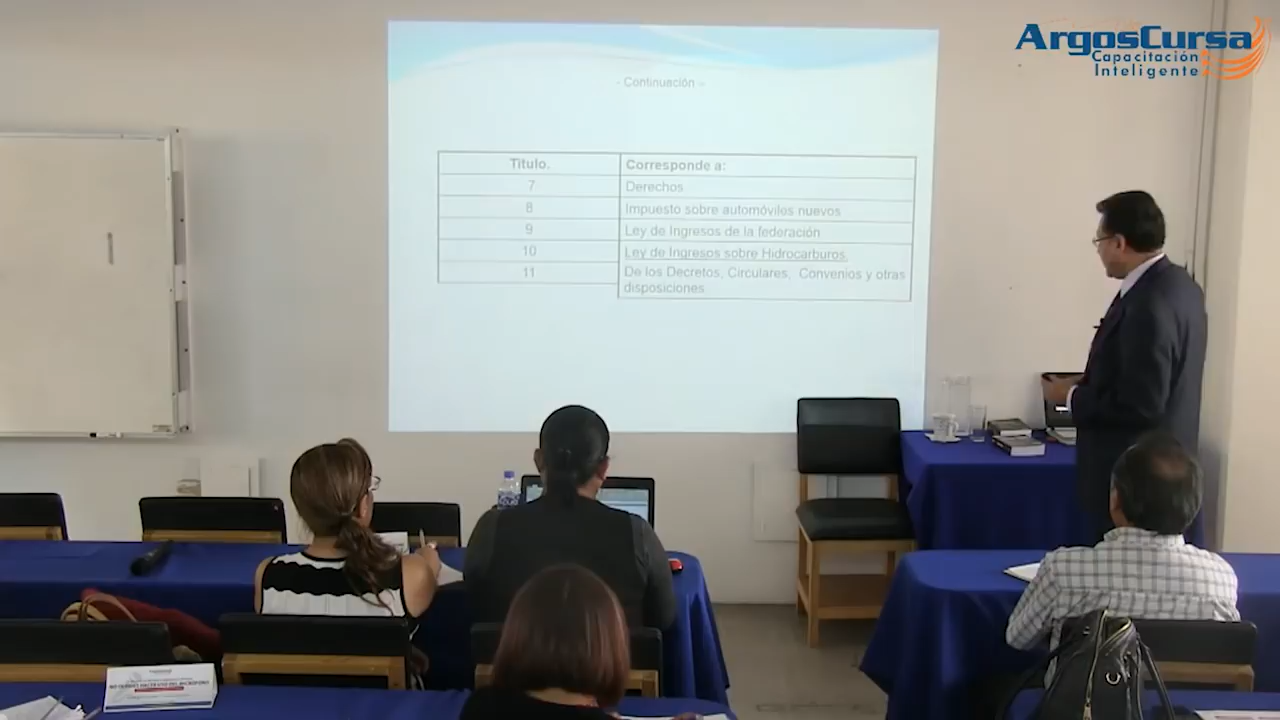 ArgosCursa
Capacitación
Inteligente
- Continuación –
Titulo.
Corresponde a:
7
Derechos
8
Impuesto sobre automóviles nuevos
9
Ley de Ingresos de la federación
10
Ley de Ingresos sobre Hidrocarburos.
11
De los Decretos, Circulares, Convenios y otras
disposiciones